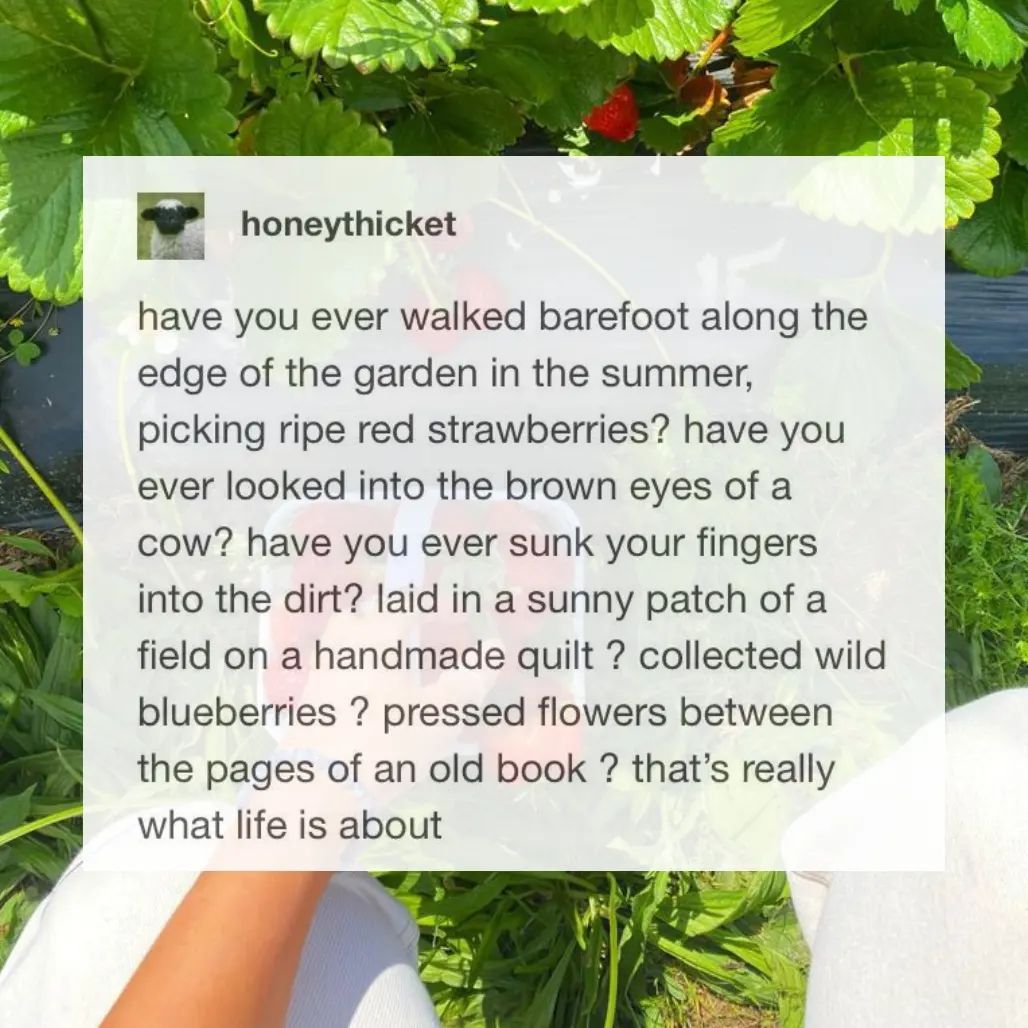 honeythicket
have you ever walked barefoot along the
edge of the garden in the summer,
picking ripe red strawberries? have you
ever looked into the brown eyes of a
cow? have you ever sunk your fingers
into the dirt? laid in a sunny patch of a
field on a handmade quilt ? collected wild
blueberries ? pressed flowers between
the pages of an old book ? that’s really
what life is about